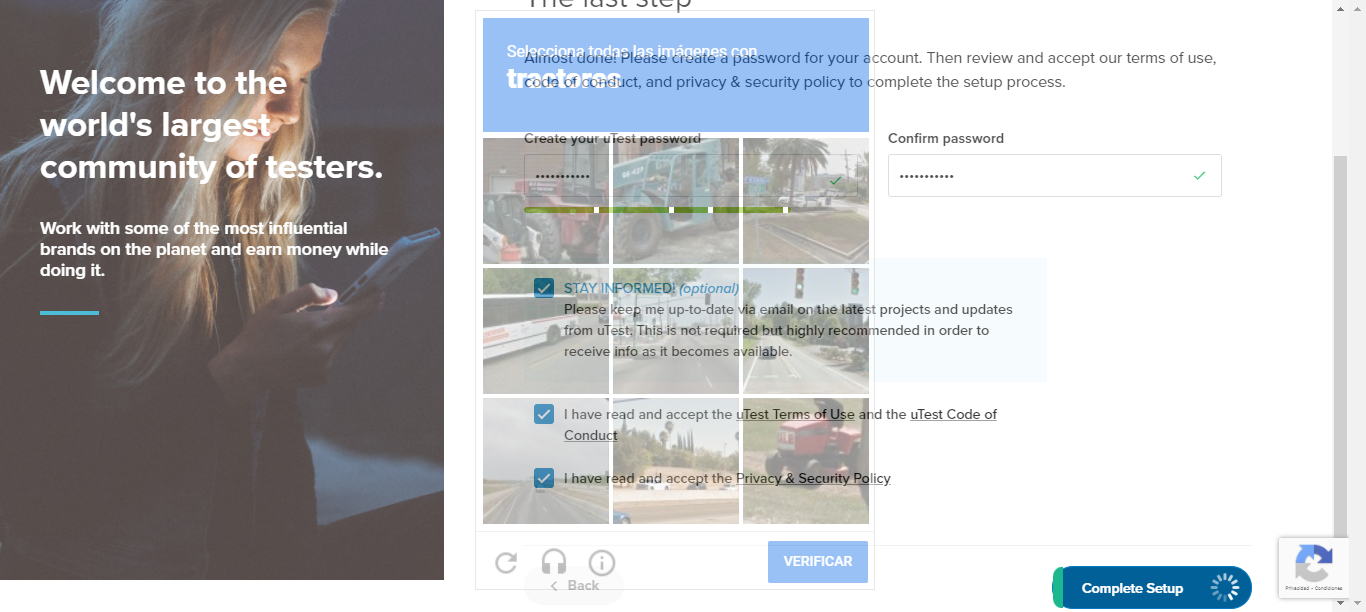 The last step
Welcome to the
world's largest
community of testers.
Work with some of the most influential
brands on the planet and earn money while
doing it.
Selecciona todas las imágenes con
tractores
Almost done! Please create a password for your account. Then review and accept our terms of use,
code of conduct, and privacy & security policy to complete the setup process.
Create your uTest password
Confirm password
•••••••••••
•••••••••••
STAY INFORMED! (optional)
Please keep me up-to-date via email on the latest projects and updates
from uTest. This is not required but highly recommended in order to
receive info as it becomes available.
I have read and accept the uTest Terms of Use and the uTest Code of
Conduct
I have read and accept the Privacy & Security Policy
VERIFICAR
Back
Complete Setup
Privacidad - Condiciones